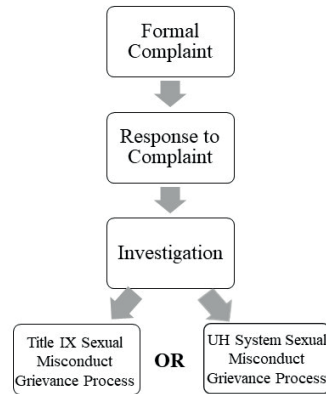 Formal
Complaint
Response to
Complaint
Investigation
Title IX Sexual
Misconduct
Grievance Process
OR
UH System Sexual
Misconduct
Grievance Process